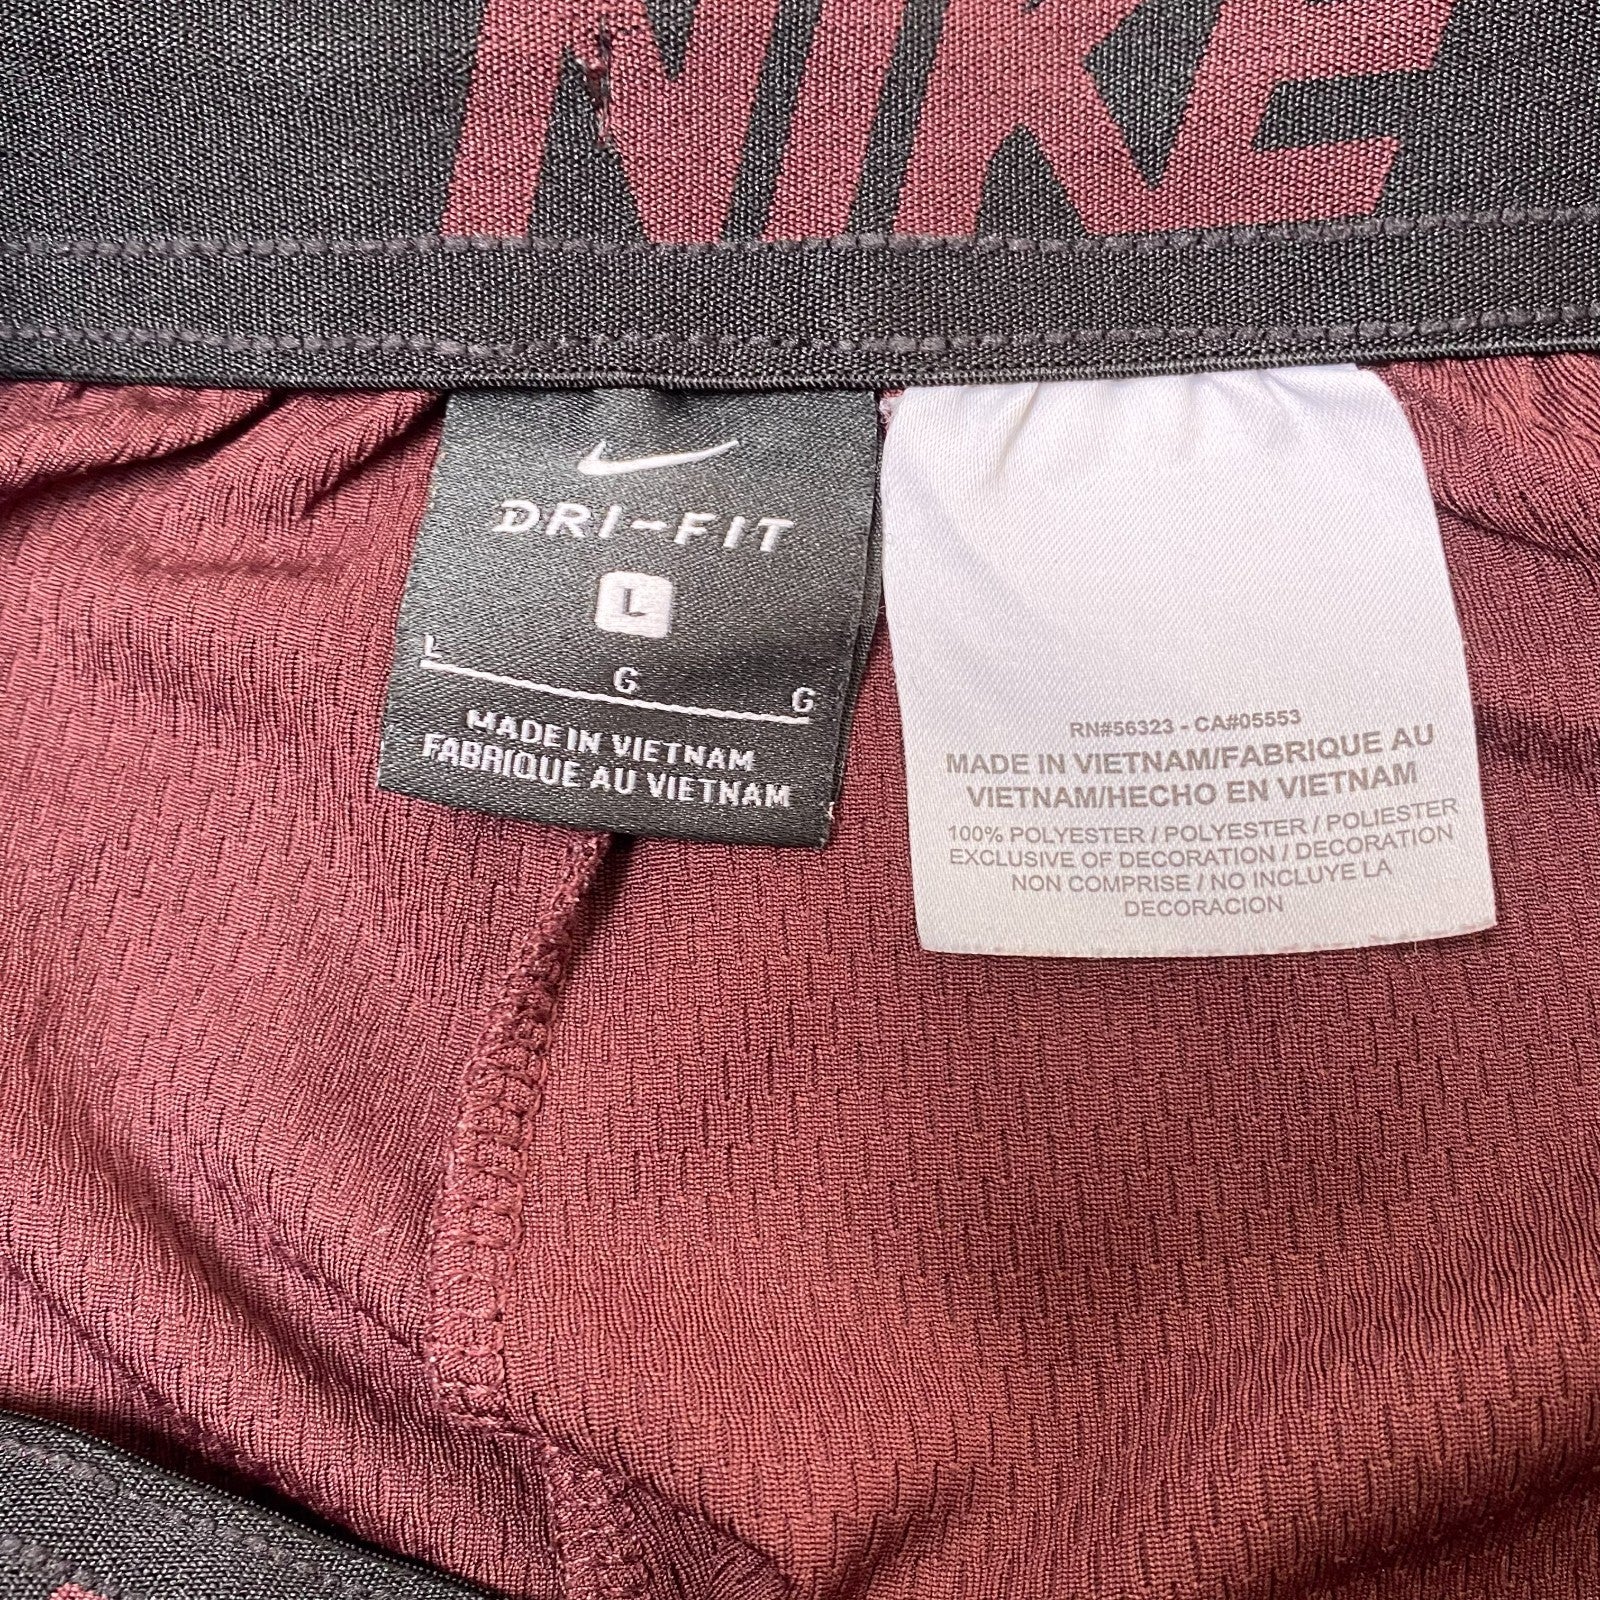 NIKE
DRI-FIT
L
L G G
MADE IN VIETNAM
FABRIQUE AU VIETNAM
RN#56323 - CA#05553
MADE IN VIETNAM/FABRIQUE AU
VIETNAM/HECHO EN VIETNAM
100% POLYESTER / POLYESTER / POLIESTER
EXCLUSIVE OF DECORATION / DECORATION
NON COMPRISE / NO INCLUYE LA
DECORACION